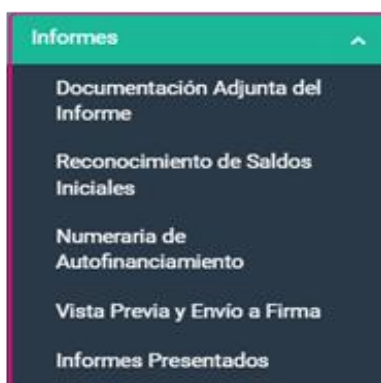 Informes
Documentación Adjunta del
Informe
Reconocimiento de Saldos
Iniciales
Numeraria de
Autofinanciamiento
Vista Previa y Envío a Firma
Informes Presentados